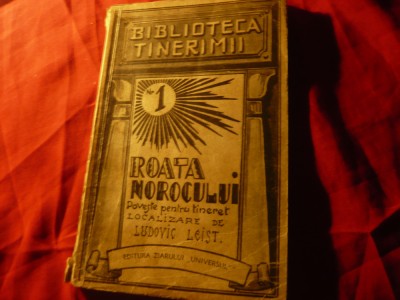 BIBLIOTECA
TINERIMII
No 1
ROATA
NOROCULUI
Poveste pentru tineret
LOCALIZARE DE
LUDOVIC LEIST.
EDITURA ZIARULUI „UNIVERSUL"